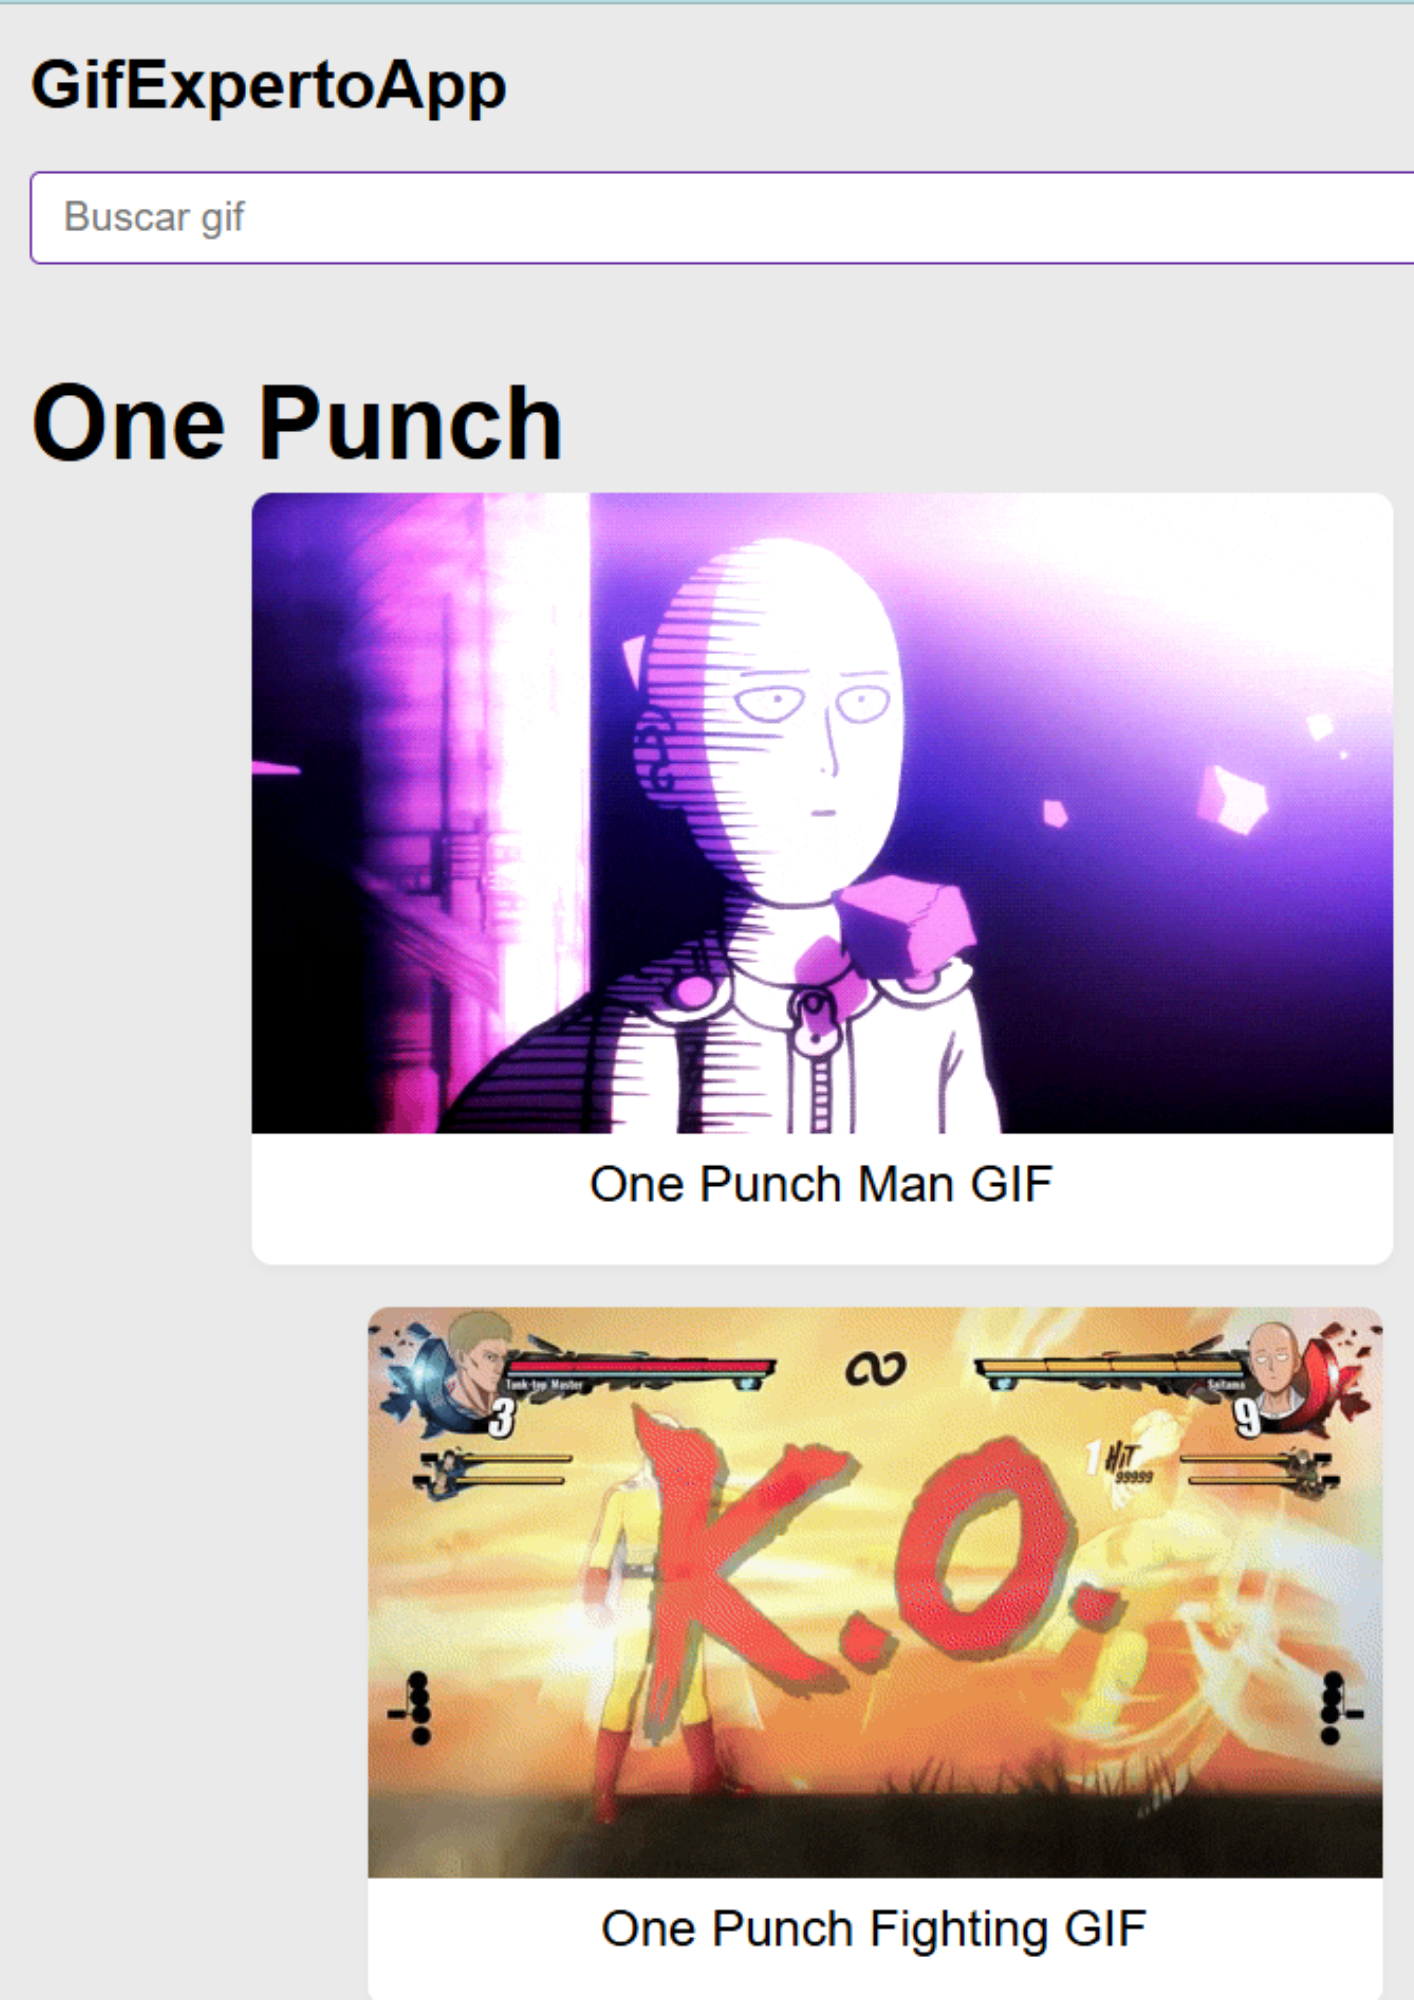 GifExpertoApp
Buscar gif
One Punch
One Punch Man GIF
Tank-top Master
Saitama
3
9
1 HIT
99999
K.O.
One Punch Fighting GIF